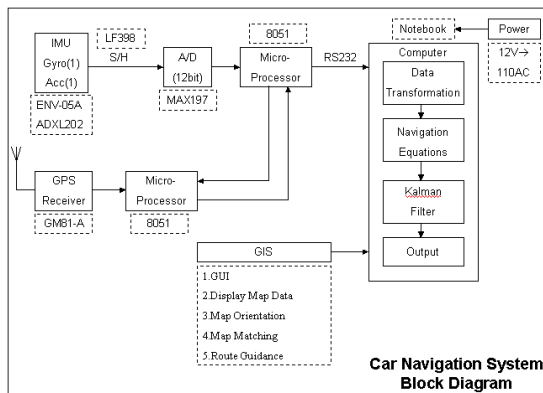 8051
Notebook
Power
IMU
Gyro(1)
Acc(1)
LF398
S/H
A/D
(12bit)
Micro-
Processor
RS232
Computer
12V→
110AC
ENV-05A
ADXL202
MAX197
Data
Transformation
Navigation
Equations
Kalman
Filter
Output
GPS
Receiver
GM81-A
Micro-
Processor
8051
GIS
1.GUI
2.Display Map Data
3.Map Orientation
4.Map Matching
5.Route Guidance
Car Navigation System
Block Diagram